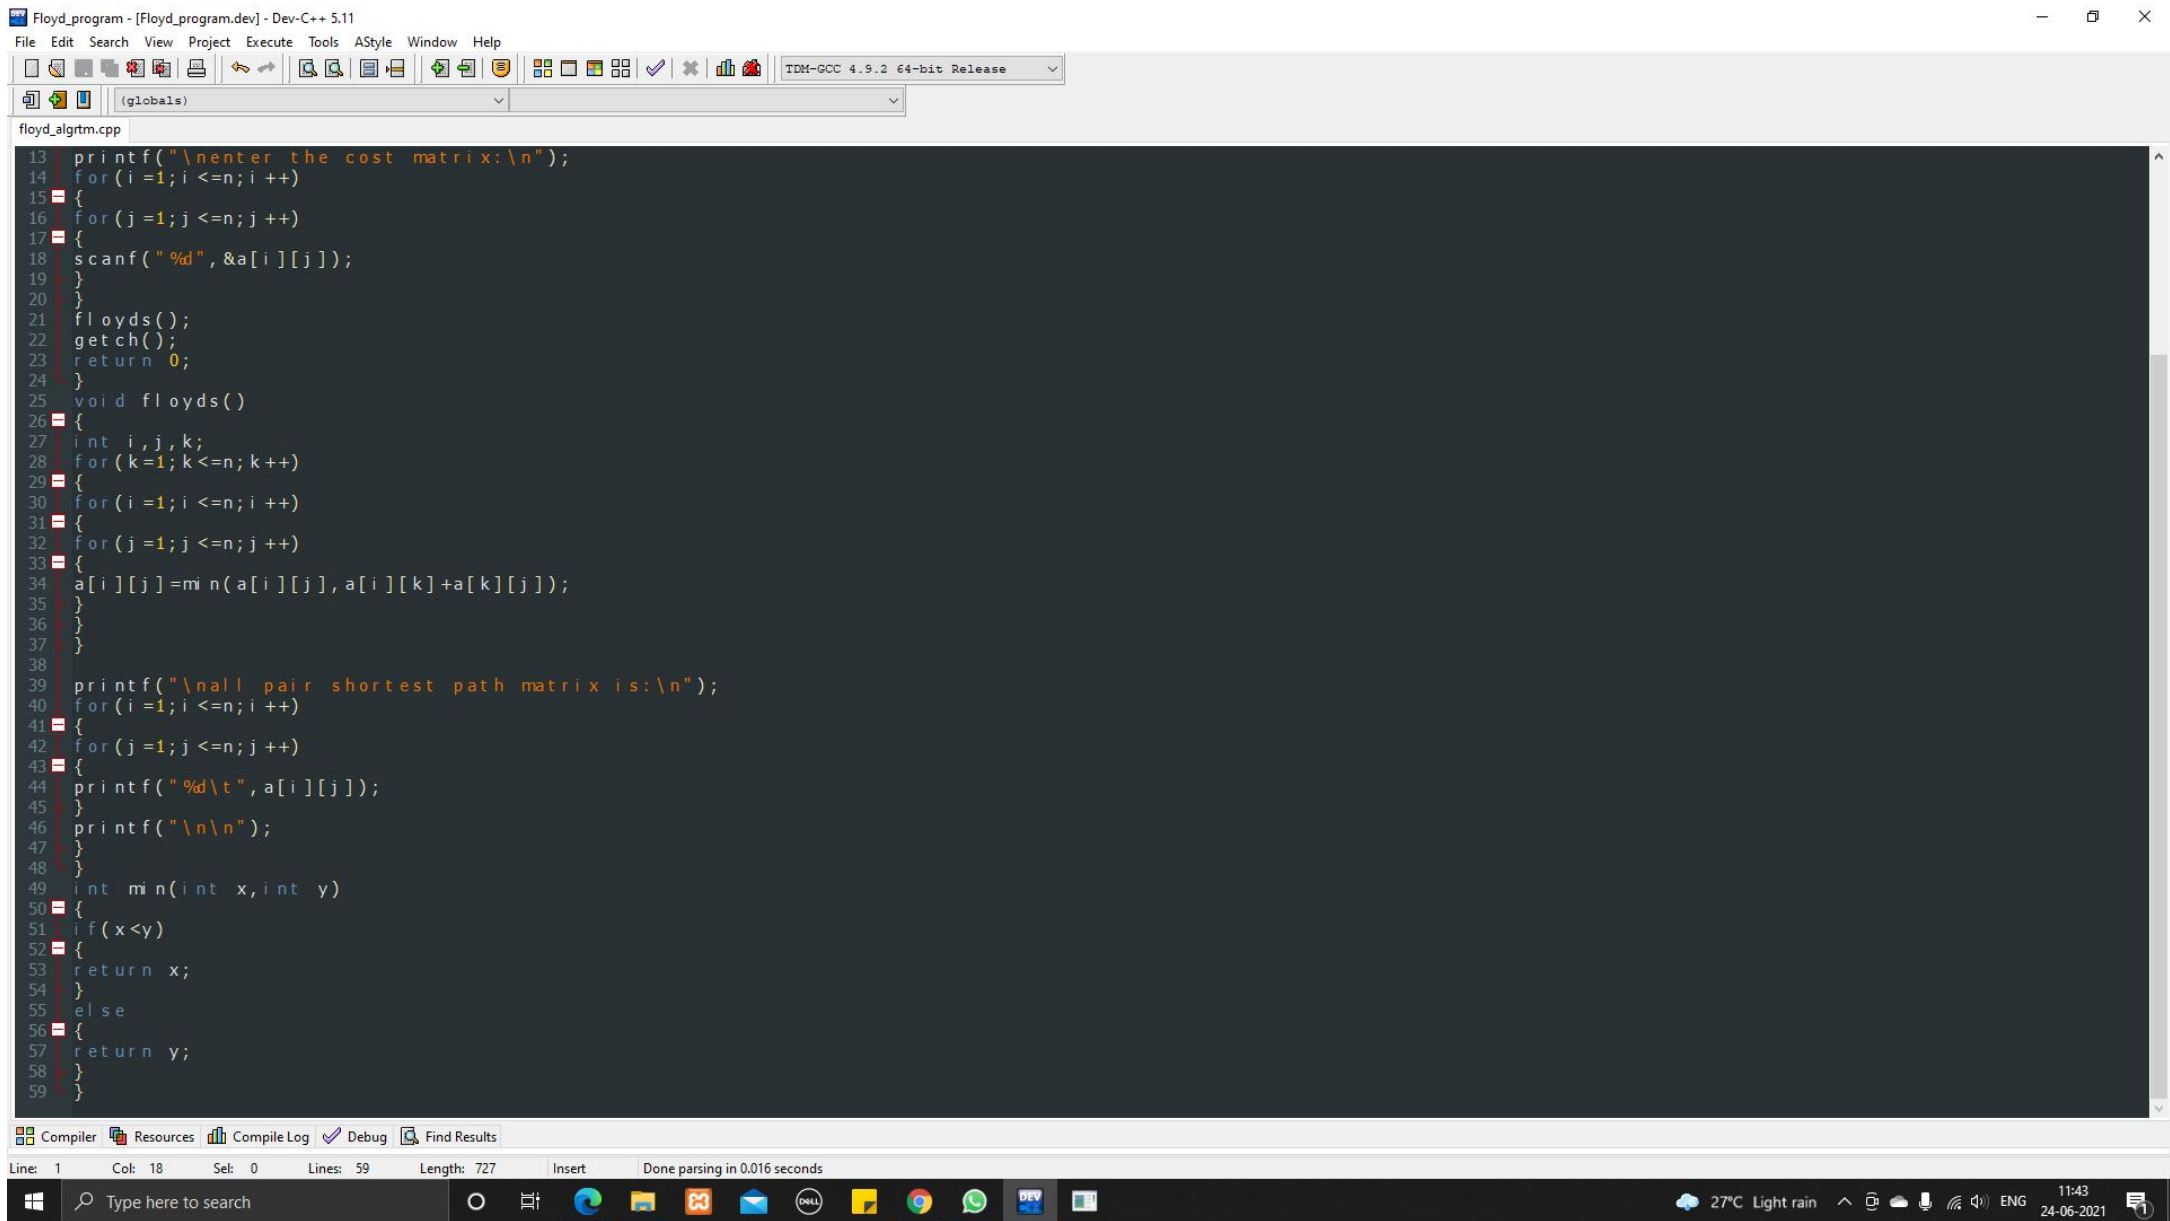 Floyd_program - [Floyd_program.dev] - Dev-C++ 5.11
File Edit Search View Project Execute Tools AStyle Window Help
TDM-GCC 4.9.2 64-bit Release
(globals)
floyd_algrtm.cpp
13 printf("\nenter the cost matrix:\n");
14 for(i=1;i<=n;i++)
15 {
16 for(j=1;j<=n;j++)
17 {
18 scanf("%d",&a[i][j]);
19 }
20 }
21 floyds();
22 getch();
23 return 0;
24 }
25 void floyds()
26 {
27 int i,j,k;
28 for(k=1;k<=n;k++)
29 {
30 for(i=1;i<=n;i++)
31 {
32 for(j=1;j<=n;j++)
33 {
34 a[i][j]=min(a[i][j],a[i][k]+a[k][j]);
35 }
36 }
37 }
38
39 printf("\nall pair shortest path matrix is:\n");
40 for(i=1;i<=n;i++)
41 {
42 for(j=1;j<=n;j++)
43 {
44 printf("%d\t",a[i][j]);
45 }
46 printf("\n\n");
47 }
48 }
49 int min(int x,int y)
50 {
51 if(x<y)
52 {
53 return x;
54 }
55 else
56 {
57 return y;
58 }
59 }
Compiler Resources Compile Log Debug Find Results
Line: 1 Col: 18 Sel: 0 Lines: 59 Length: 727 Insert Done parsing in 0.016 seconds
Type here to search DELL DEV 27°C Light rain ENG 11:43
24-06-2021 1